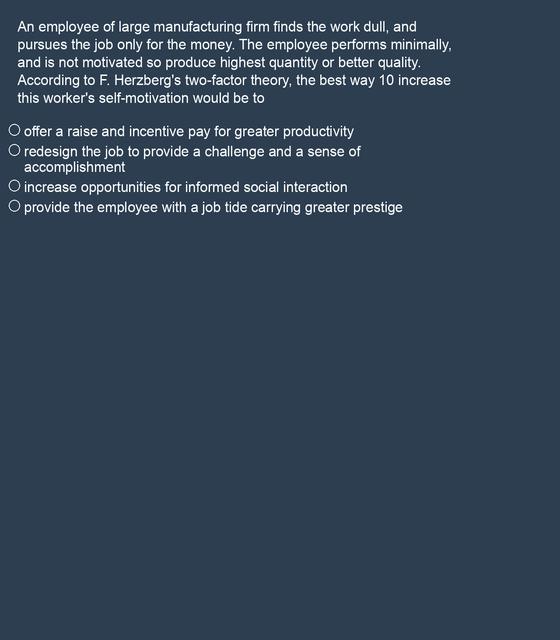 An employee of large manufacturing firm finds the work dull, and
pursues the job only for the money. The employee performs minimally,
and is not motivated so produce highest quantity or better quality.
According to F. Herzberg's two-factor theory, the best way 10 increase
this worker's self-motivation would be to
offer a raise and incentive pay for greater productivity
redesign the job to provide a challenge and a sense of
accomplishment
increase opportunities for informed social interaction
provide the employee with a job tide carrying greater prestige